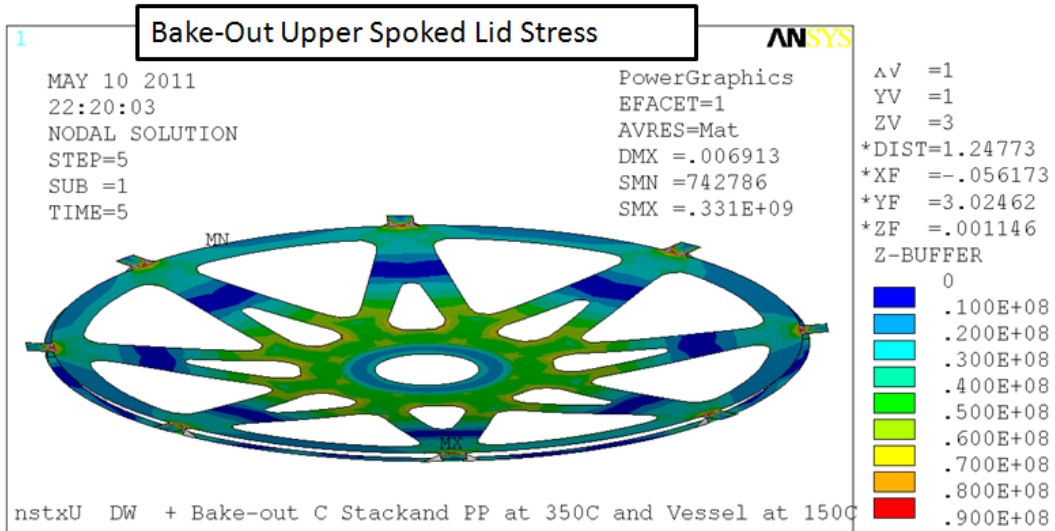 Bake-Out Upper Spoked Lid Stress
1
ANSYS
MAY 10 2011
22:20:03
NODAL SOLUTION
STEP=5
SUB =1
TIME=5
PowerGraphics
EFACET=1
AVRES=Mat
DMX =.006913
SMN =742786
SMX =.331E+09
XV =1
YV =1
ZV =3
*DIST=1.24773
*XF =-.056173
*YF =3.02462
*ZF =.001146
Z-BUFFER
0
.100E+08
.200E+08
.300E+08
.400E+08
.500E+08
.600E+08
.700E+08
.800E+08
.900E+08
MN
MX
nstxU DW + Bake-out C Stackand PP at 350C and Vessel at 150C